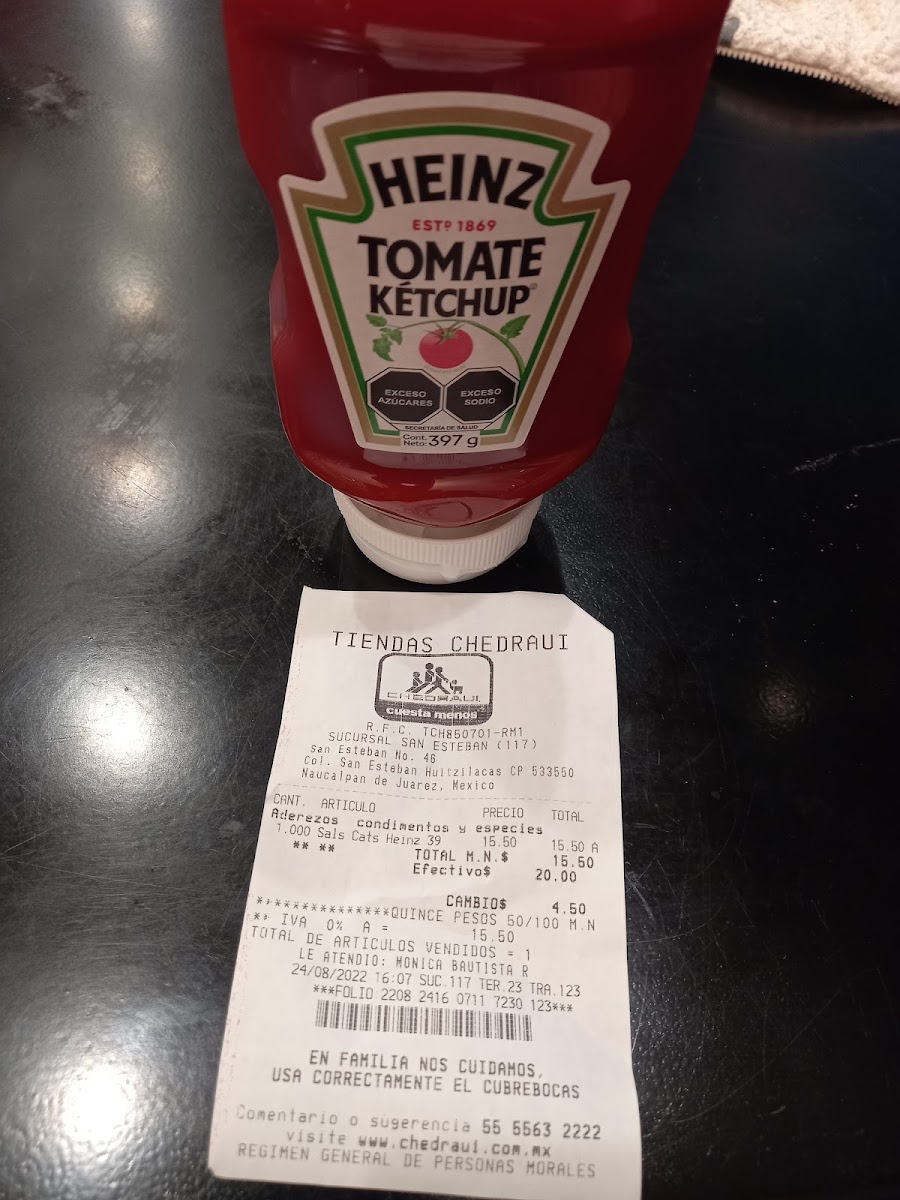 HEINZ
ESTD 1869
TOMATE
KÉTCHUP®
EXCESO
AZÚCARES
EXCESO
SODIO
SECRETARÍA DE SALUD
Cont.
Neto: 397 g
TIENDAS CHEDRAUI
CHEDRAUI
cuesta menos
R.F.C. TCH850701-RM1
SUCURSAL SAN ESTEBAN (117)
San Esteban No. 46
Col. San Esteban Huitzilacas CP 533550
Naucalpan de Juarez, Mexico
CANT. ARTICULO PRECIO TOTAL
Aderezos condimentos y especies
1.000 Sals Cats Heinz 39 15.50 15.50 A
** ** TOTAL M.N.$ 15.50
Efectivo$ 20.00
CAMBIO$ 4.50
****************QUINCE PESOS 50/100 M.N
** IVA 0% A = 15.50
TOTAL DE ARTICULOS VENDIDOS = 1
LE ATENDIO: MONICA BAUTISTA R
24/08/2022 16:07 SUC.117 TER.23 TRA.123
***FOLIO 2208 2416 0711 7230 123***
EN FAMILIA NOS CUIDAMOS,
USA CORRECTAMENTE EL CUBREBOCAS
Comentario o sugerencia 55 5563 2222
visite www.chedraui.com.mx
REGIMEN GENERAL DE PERSONAS MORALES